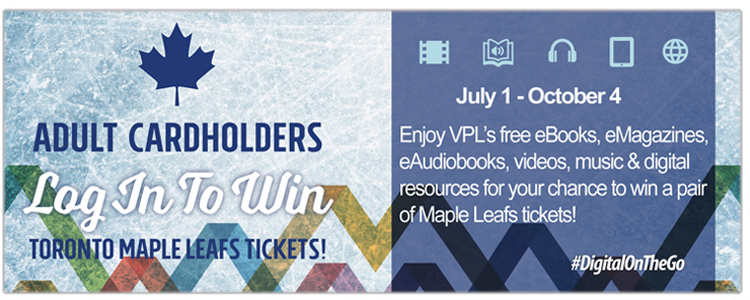 ADULT CARDHOLDERS
Log In To Win
TORONTO MAPLE LEAFS TICKETS!
July 1 - October 4
Enjoy VPL's free eBooks, eMagazines,
eAudiobooks, videos, music & digital
resources for your chance to win a pair
of Maple Leafs tickets!
#DigitalOnTheGo